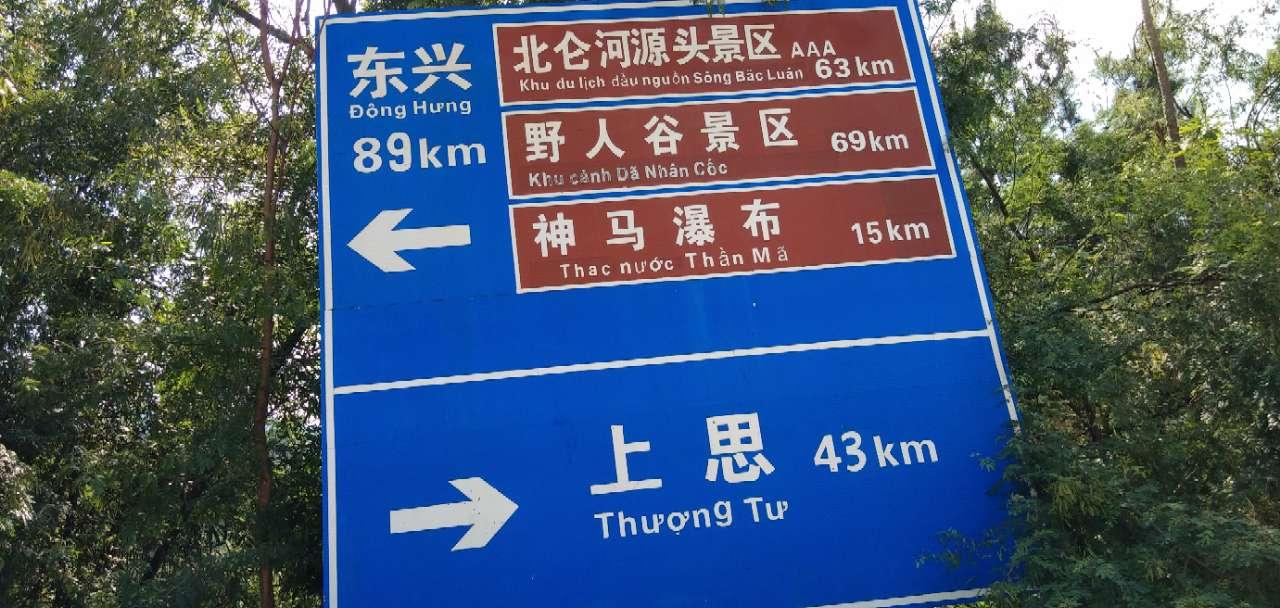 东兴
Đông Hưng
89km
北仑河源头景区 AAA
Khu du lịch đầu nguồn Sông Bắc Luân 63km
野人谷景区 69km
Khu cảnh Dã Nhân Cốc
神马瀑布 15km
Thac nước Thần Mã
上思 43km
Thượng Tư